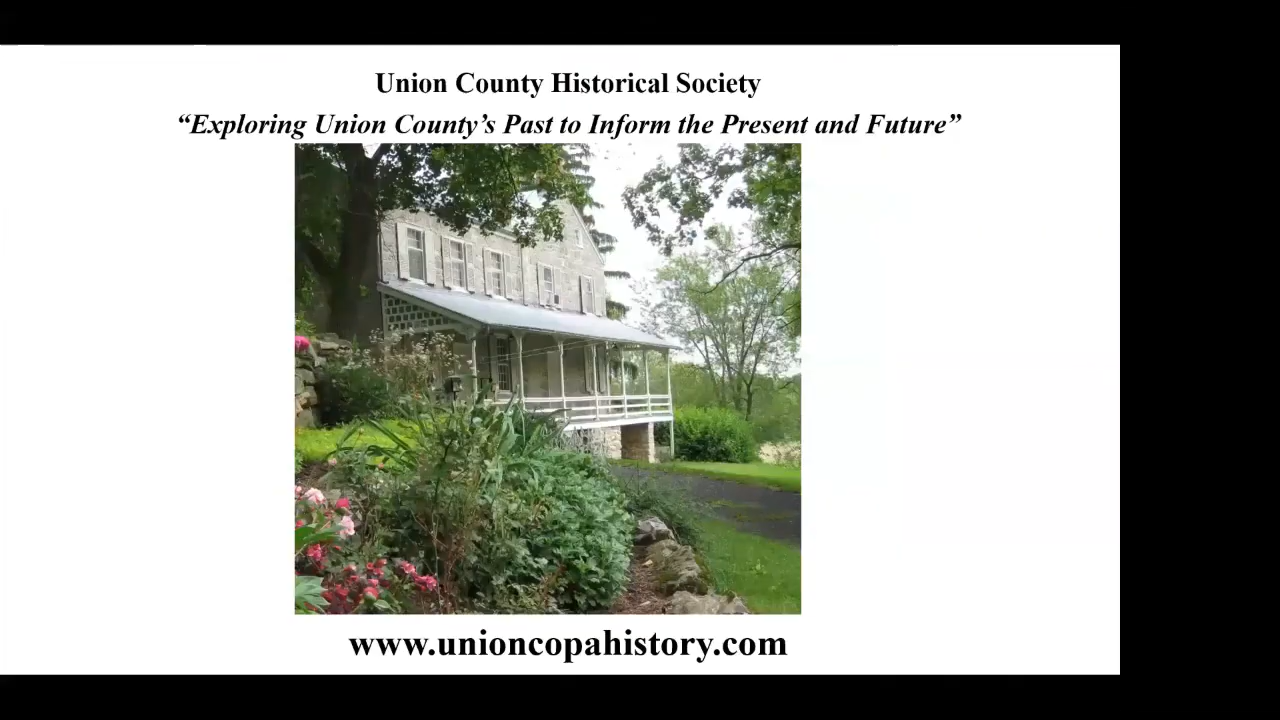 Union County Historical Society
“Exploring Union County’s Past to Inform the Present and Future”
www.unioncopahistory.com